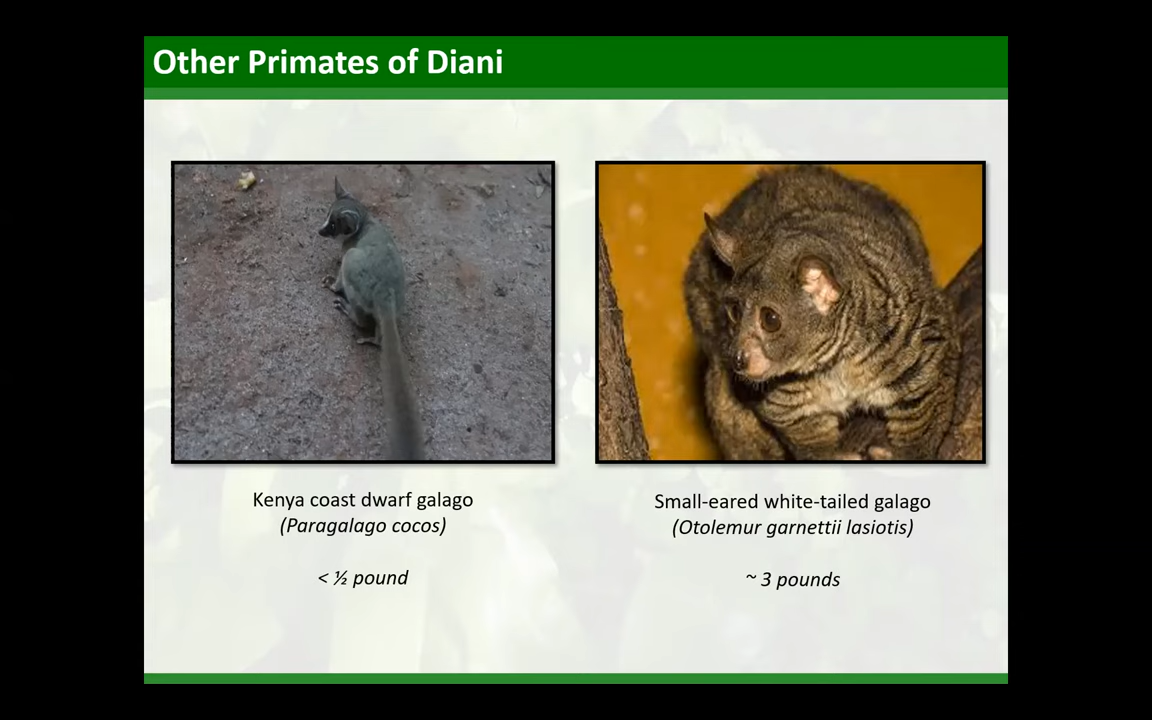 Other Primates of Diani
Kenya coast dwarf galago
(Paragalago cocos)
< ½ pound
Small-eared white-tailed galago
(Otolemur garnettii lasiotis)
~ 3 pounds